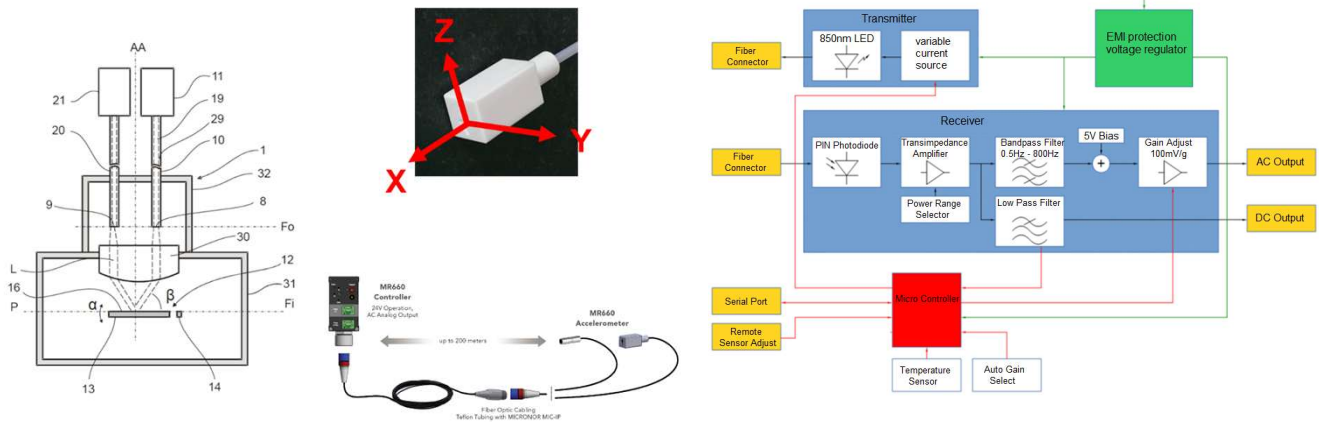 AA
21
11
20
19
29
10
1
32
9
8
Fo
30
L
12
16
α
β
31
P
Fi
13
14
Z
Y
X
MR660
Controller
24V Operation,
AC Analog Output
MR660
Accelerometer
up to 200 meters
Fiber Optic Cabling
Teflon Tubing with MICRONOR MIC-IP
Transmitter
850nm LED
variable
current
source
Fiber
Connector
EMI protection
voltage regulator
Receiver
Fiber
Connector
PIN Photodiode
Transimpedance
Amplifier
Bandpass Filter
0.5Hz - 800Hz
5V Bias
+
Gain Adjust
100mV/g
AC Output
Power Range
Selector
Low Pass Filter
DC Output
Micro Controller
Serial Port
Remote
Sensor Adjust
Temperature
Sensor
Auto Gain
Select